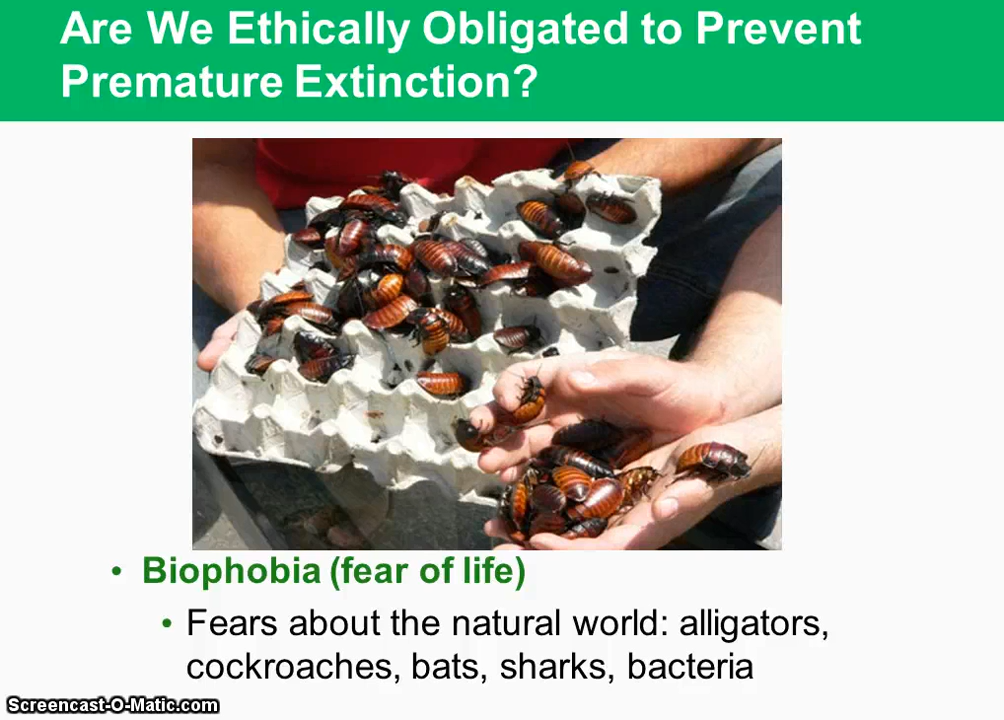 Are We Ethically Obligated to Prevent
Premature Extinction?
• Biophobia (fear of life)
• Fears about the natural world: alligators,
cockroaches, bats, sharks, bacteria
Screencast-O-Matic.com